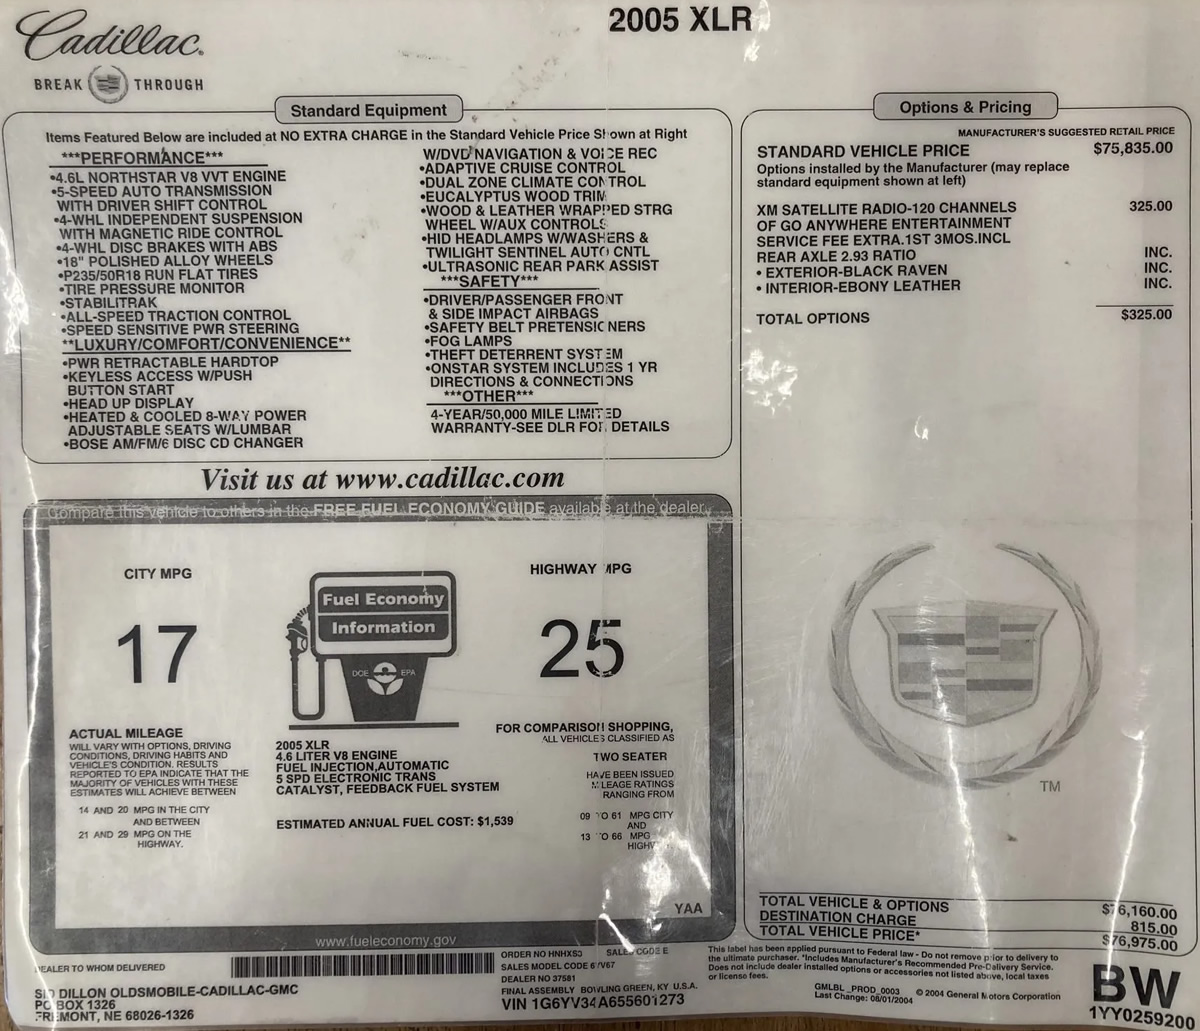 Cadillac
BREAK THROUGH
2005 XLR
Standard Equipment
Items Featured Below are included at NO EXTRA CHARGE in the Standard Vehicle Price Shown at Right
***PERFORMANCE***
•4.6L NORTHSTAR V8 VVT ENGINE
•5-SPEED AUTO TRANSMISSION
WITH DRIVER SHIFT CONTROL
•4-WHL INDEPENDENT SUSPENSION
WITH MAGNETIC RIDE CONTROL
•4-WHL DISC BRAKES WITH ABS
•18" POLISHED ALLOY WHEELS
•P235/50R18 RUN FLAT TIRES
•TIRE PRESSURE MONITOR
•STABILITRAK
•ALL-SPEED TRACTION CONTROL
•SPEED SENSITIVE PWR STEERING
**LUXURY/COMFORT/CONVENIENCE**
•PWR RETRACTABLE HARDTOP
•KEYLESS ACCESS W/PUSH
BUTTON START
•HEAD UP DISPLAY
•HEATED & COOLED 8-WAY POWER
ADJUSTABLE SEATS W/LUMBAR
•BOSE AM/FM/6 DISC CD CHANGER
W/DVD NAVIGATION & VOICE REC
•ADAPTIVE CRUISE CONTROL
•DUAL ZONE CLIMATE CONTROL
•EUCALYPTUS WOOD TRIM
•WOOD & LEATHER WRAPPED STRG
WHEEL W/AUX CONTROLS
•HID HEADLAMPS W/WASHERS &
TWILIGHT SENTINEL AUTO CNTL
•ULTRASONIC REAR PARK ASSIST
***SAFETY***
•DRIVER/PASSENGER FRONT
& SIDE IMPACT AIRBAGS
•SAFETY BELT PRETENSIONERS
•FOG LAMPS
•THEFT DETERRENT SYSTEM
•ONSTAR SYSTEM INCLUDES 1 YR
DIRECTIONS & CONNECTIONS
***OTHER***
4-YEAR/50,000 MILE LIMITED
WARRANTY-SEE DLR FOR DETAILS
Visit us at www.cadillac.com
Options & Pricing
MANUFACTURER'S SUGGESTED RETAIL PRICE
STANDARD VEHICLE PRICE $75,835.00
Options installed by the Manufacturer (may replace
standard equipment shown at left)
XM SATELLITE RADIO-120 CHANNELS 325.00
OF GO ANYWHERE ENTERTAINMENT
SERVICE FEE EXTRA.1ST 3MOS.INCL
REAR AXLE 2.93 RATIO INC.
• EXTERIOR-BLACK RAVEN INC.
• INTERIOR-EBONY LEATHER INC.
TOTAL OPTIONS $325.00
TM
TOTAL VEHICLE & OPTIONS $76,160.00
DESTINATION CHARGE 815.00
TOTAL VEHICLE PRICE* $76,975.00
Compare this vehicle to others in the FREE FUEL ECONOMY GUIDE available at the dealer.
CITY MPG
17
Fuel Economy
Information
DOE EPA
HIGHWAY MPG
25
ACTUAL MILEAGE
WILL VARY WITH OPTIONS, DRIVING
CONDITIONS, DRIVING HABITS AND
VEHICLE'S CONDITION. RESULTS
REPORTED TO EPA INDICATE THAT THE
MAJORITY OF VEHICLES WITH THESE
ESTIMATES WILL ACHIEVE BETWEEN
14 AND 20 MPG IN THE CITY
AND BETWEEN
21 AND 29 MPG ON THE
HIGHWAY.
2005 XLR
4.6 LITER V8 ENGINE
FUEL INJECTION,AUTOMATIC
5 SPD ELECTRONIC TRANS
CATALYST, FEEDBACK FUEL SYSTEM
ESTIMATED ANNUAL FUEL COST: $1,539
FOR COMPARISON SHOPPING,
ALL VEHICLES CLASSIFIED AS
TWO SEATER
HAVE BEEN ISSUED
MILEAGE RATINGS
RANGING FROM
09 TO 61 MPG CITY
AND
13 TO 66 MPG
HIGHWAY
YAA
www.fueleconomy.gov
DEALER TO WHOM DELIVERED
SID DILLON OLDSMOBILE-CADILLAC-GMC
PO BOX 1326
FREMONT, NE 68026-1326
ORDER NO HNHXS3 SALES CODE E
SALES MODEL CODE 6YV67
DEALER NO 37581
FINAL ASSEMBLY BOWLING GREEN, KY U.S.A.
VIN 1G6YV34A655601273
This label has been applied pursuant to Federal law - Do not remove prior to delivery to
the ultimate purchaser. *Includes Manufacturer's Recommended Pre-Delivery Service.
Does not include dealer installed options or accessories not listed above, local taxes
or license fees.
GMLBL_PROD_0003
Last Change: 06/01/2004
© 2004 General Motors Corporation
BW
1YY0259200